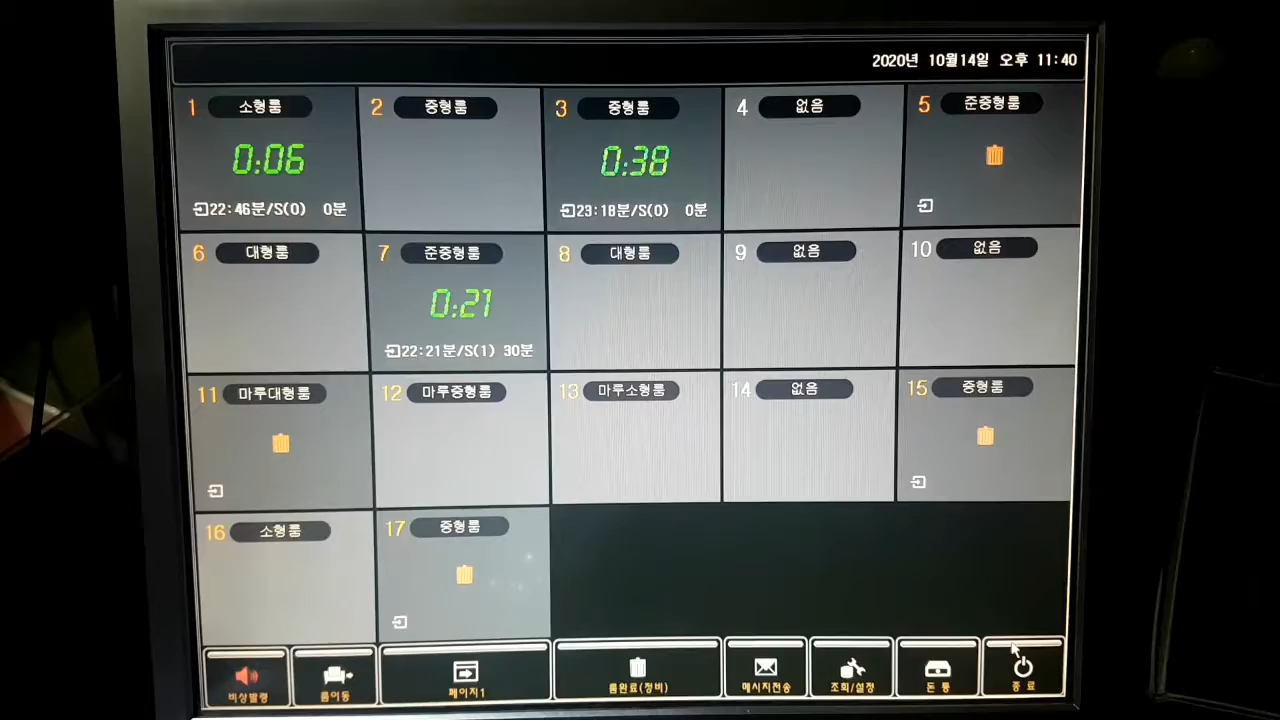 2020년 10월14일 오후 11:40
1 소형룸
0:06
22:46분/S(0) 0분
2 중형룸
3 중형룸
0:38
23:18분/S(0) 0분
4 없음
5 준중형룸
6 대형룸
7 준중형룸
0:21
22:21분/S(1) 30분
8 대형룸
9 없음
10 없음
11 마루대형룸
12 마루중형룸
13 마루소형룸
14 없음
15 중형룸
16 소형룸
17 중형룸
비상발령
룸이동
페이지1
룸완료(정비)
메시지전송
조회/설정
돈통
종료